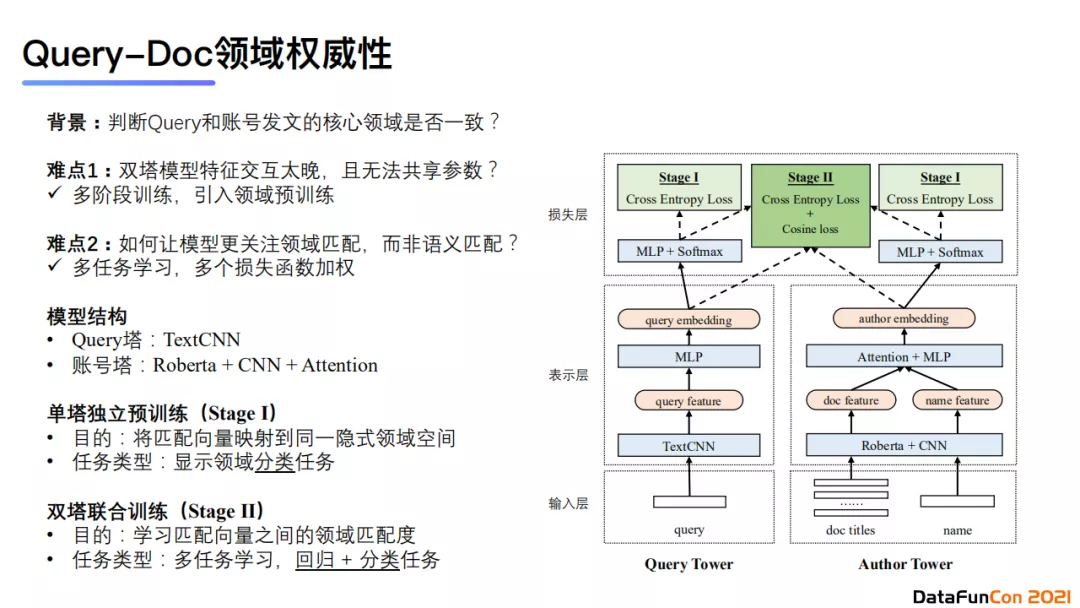 Query-Doc领域权威性
背景：判断Query和账号发文的核心领域是否一致？
难点1：双塔模型特征交互太晚，且无法共享参数？
✓ 多阶段训练，引入领域预训练
难点2：如何让模型更关注领域匹配，而非语义匹配？
✓ 多任务学习，多个损失函数加权
模型结构
• Query塔：TextCNN
• 账号塔：Roberta + CNN + Attention
单塔独立预训练（Stage I）
• 目的：将匹配向量映射到同一隐式领域空间
• 任务类型：显示领域分类任务
双塔联合训练（Stage II）
• 目的：学习匹配向量之间的领域匹配度
• 任务类型：多任务学习，回归 + 分类任务
损失层
Stage I
Cross Entropy Loss
Stage II
Cross Entropy Loss
+
Cosine loss
Stage I
Cross Entropy Loss
MLP + Softmax
MLP + Softmax
表示层
query embedding
MLP
query feature
TextCNN
author embedding
Attention + MLP
doc feature
name feature
Roberta + CNN
输入层
query
......
doc titles
name
Query Tower
Author Tower
DataFunCon 2021